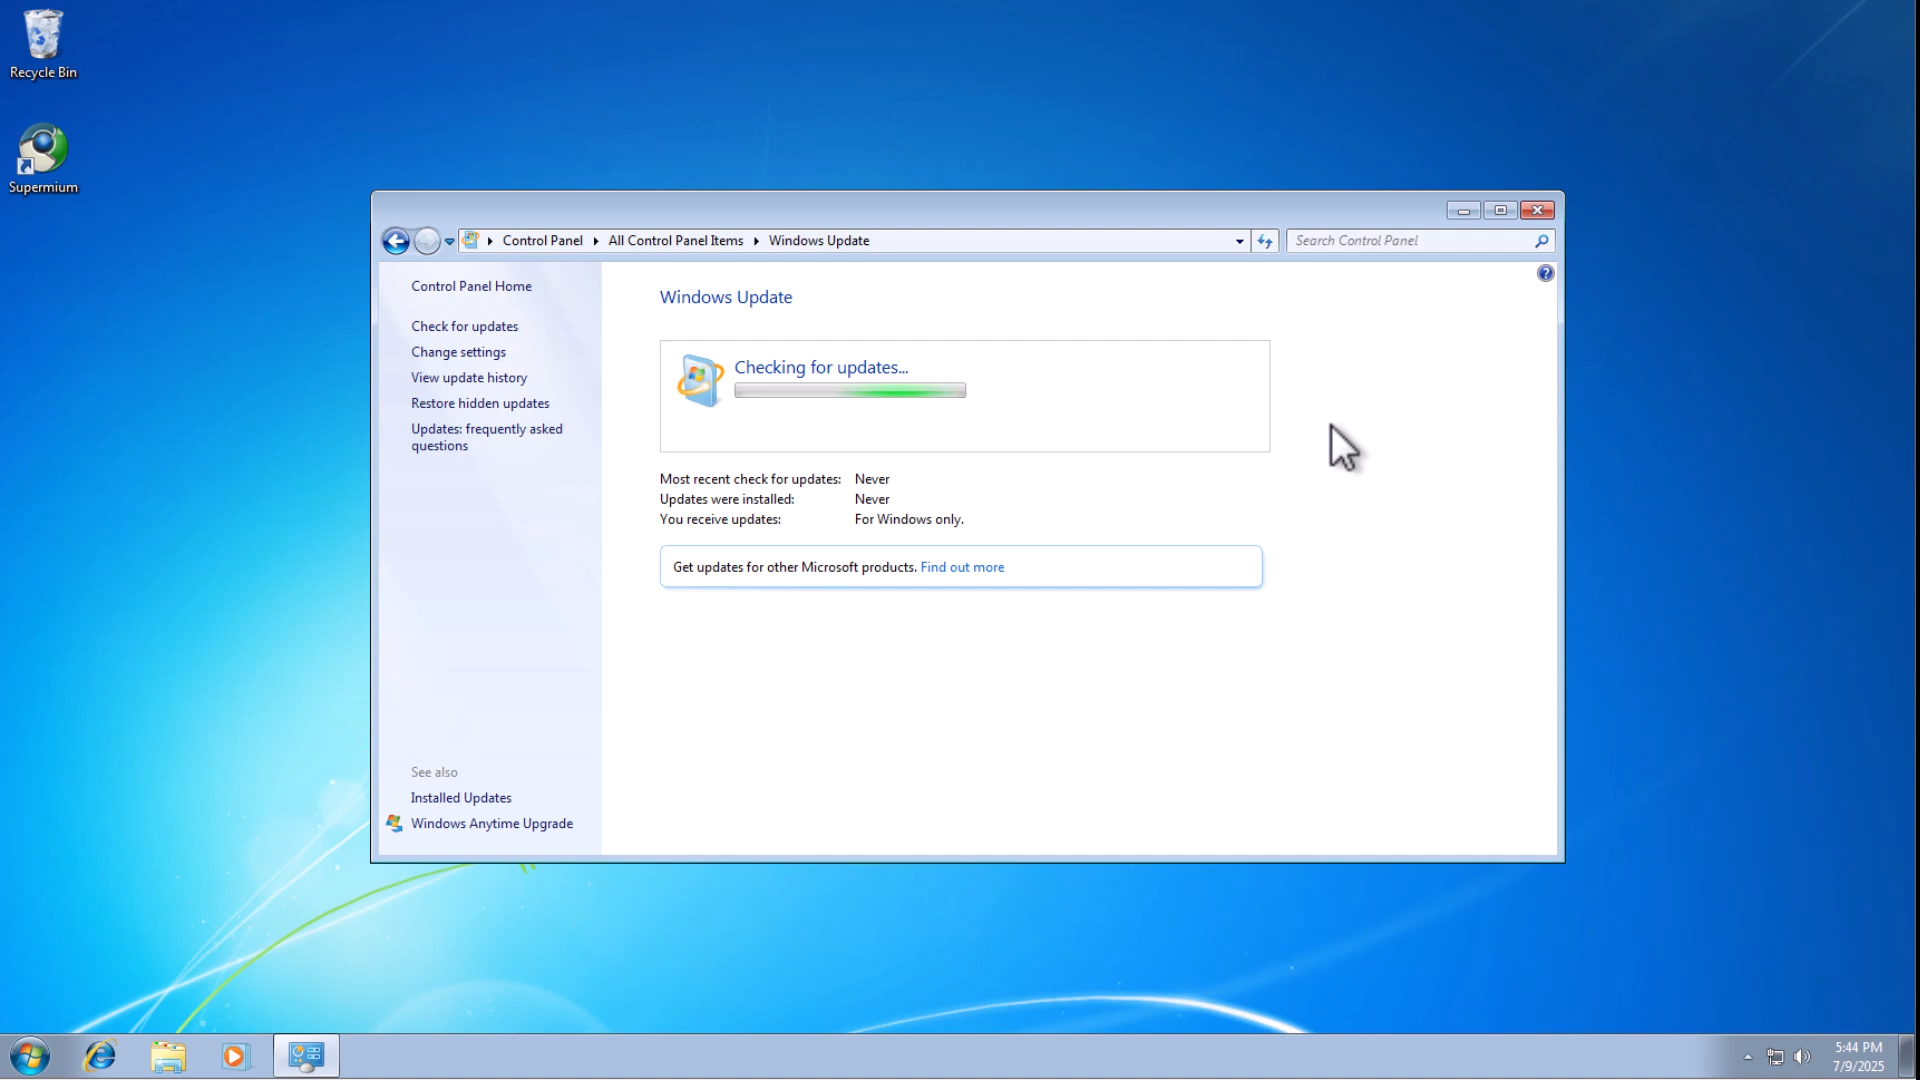 Recycle Bin
Supermium
Control Panel
All Control Panel Items
Windows Update
Search Control Panel
Control Panel Home
Check for updates
Change settings
View update history
Restore hidden updates
Updates: frequently asked
questions
See also
Installed Updates
Windows Anytime Upgrade
Windows Update
Checking for updates...
Most recent check for updates: Never
Updates were installed: Never
You receive updates: For Windows only.
Get updates for other Microsoft products. Find out more
5:44 PM
7/9/2025